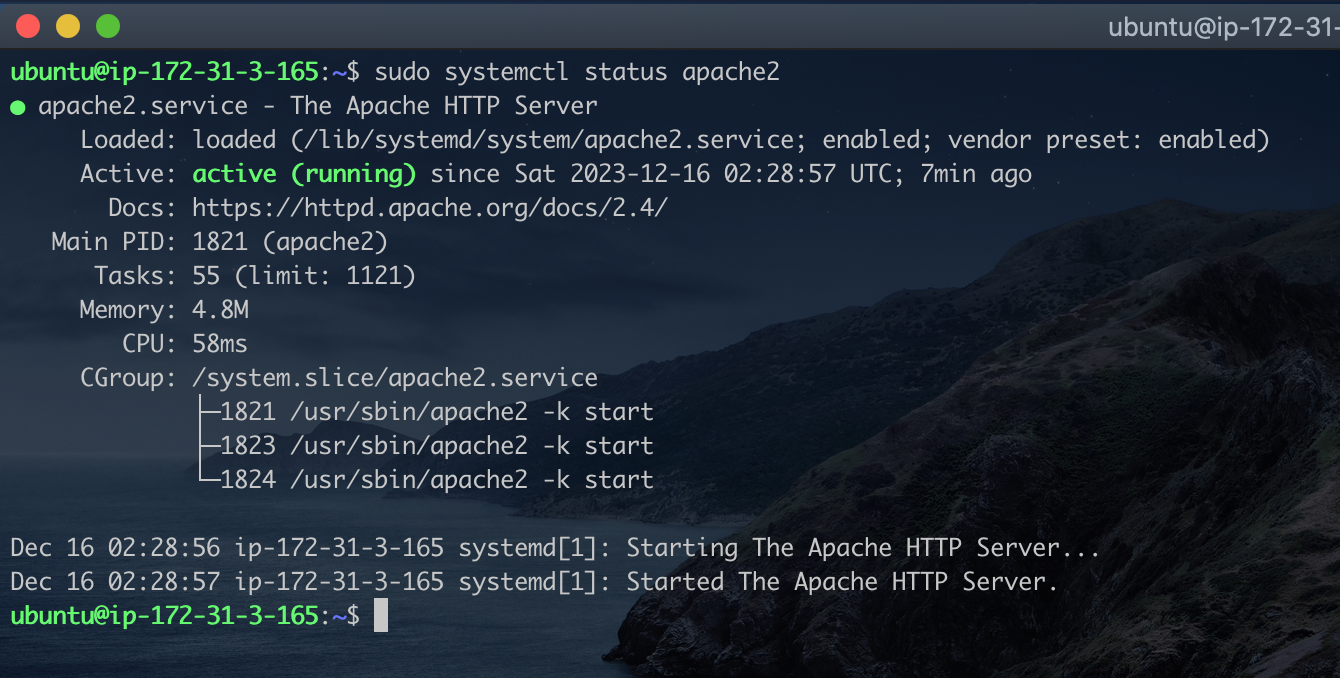 ubuntu@ip-172-31-
ubuntu@ip-172-31-3-165:~$ sudo systemctl status apache2
● apache2.service - The Apache HTTP Server
     Loaded: loaded (/lib/systemd/system/apache2.service; enabled; vendor preset: enabled)
     Active: active (running) since Sat 2023-12-16 02:28:57 UTC; 7min ago
       Docs: https://httpd.apache.org/docs/2.4/
   Main PID: 1821 (apache2)
      Tasks: 55 (limit: 1121)
     Memory: 4.8M
        CPU: 58ms
     CGroup: /system.slice/apache2.service
             ├─1821 /usr/sbin/apache2 -k start
             ├─1823 /usr/sbin/apache2 -k start
             └─1824 /usr/sbin/apache2 -k start

Dec 16 02:28:56 ip-172-31-3-165 systemd[1]: Starting The Apache HTTP Server...
Dec 16 02:28:57 ip-172-31-3-165 systemd[1]: Started The Apache HTTP Server.
ubuntu@ip-172-31-3-165:~$